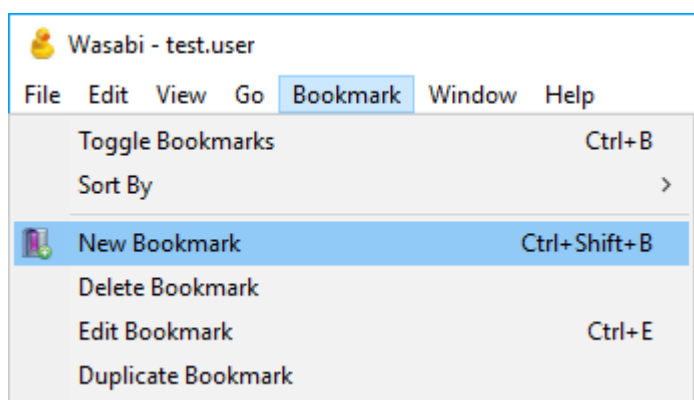 Wasabi - test.user
File Edit View Go Bookmark Window Help
Toggle Bookmarks Ctrl+B
Sort By
New Bookmark Ctrl+Shift+B
Delete Bookmark
Edit Bookmark Ctrl+E
Duplicate Bookmark